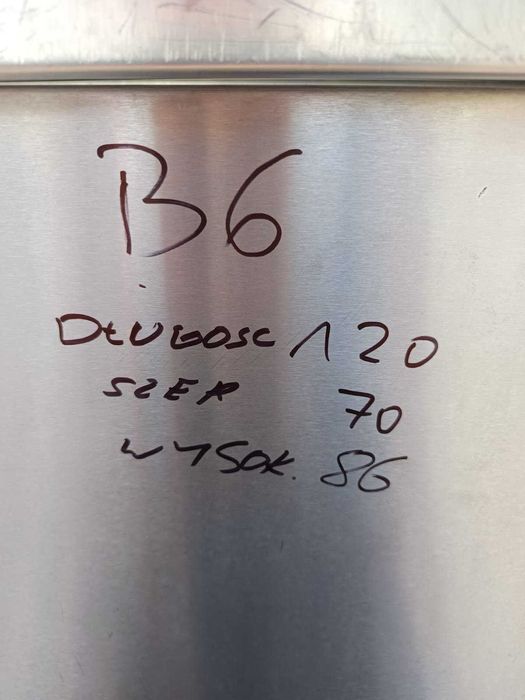 B6
DŁUGOSC 120
SZER 70
WYSOK. 86